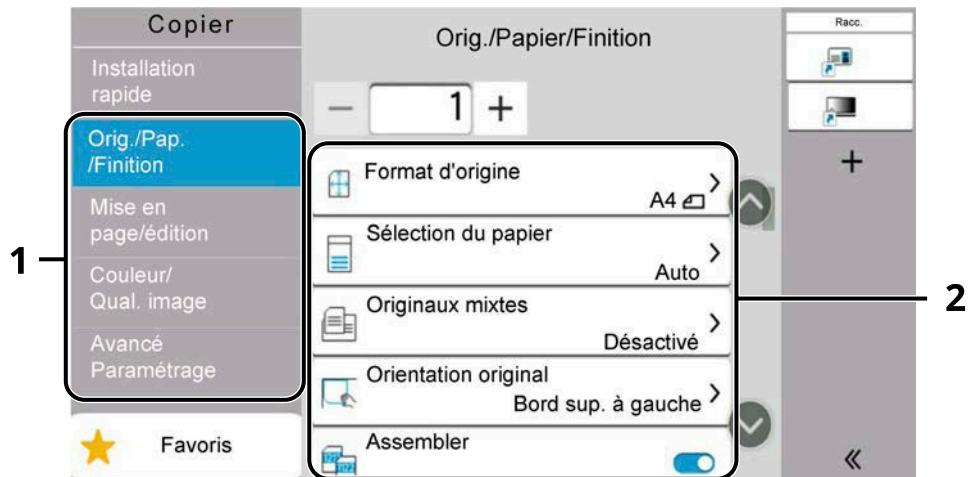 Copier
Installation
rapide
Orig./Pap.
/Finition
Mise en
page/édition
Couleur/
Qual. image
Avancé
Paramétrage
Favoris
1
Orig./Papier/Finition
1
Format d'origine
A4
Sélection du papier
Auto
Originaux mixtes
Désactivé
Orientation original
Bord sup. à gauche
Assembler
2
Racc.